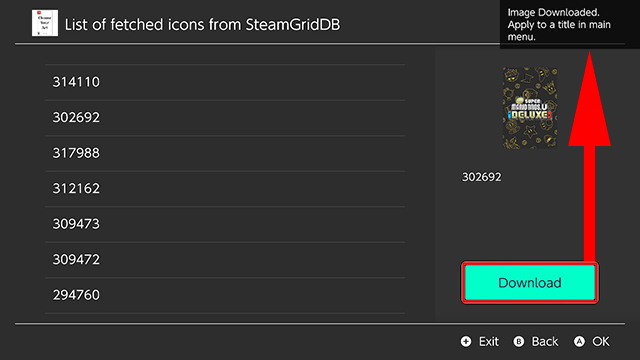 List of fetched icons from SteamGridDB
Image Downloaded.
Apply to a title in main
menu.
314110
302692
317988
312162
309473
309472
294760
SUPER
MARIO BROS. U
DELUXE
302692
Download
+ Exit
B Back
A OK